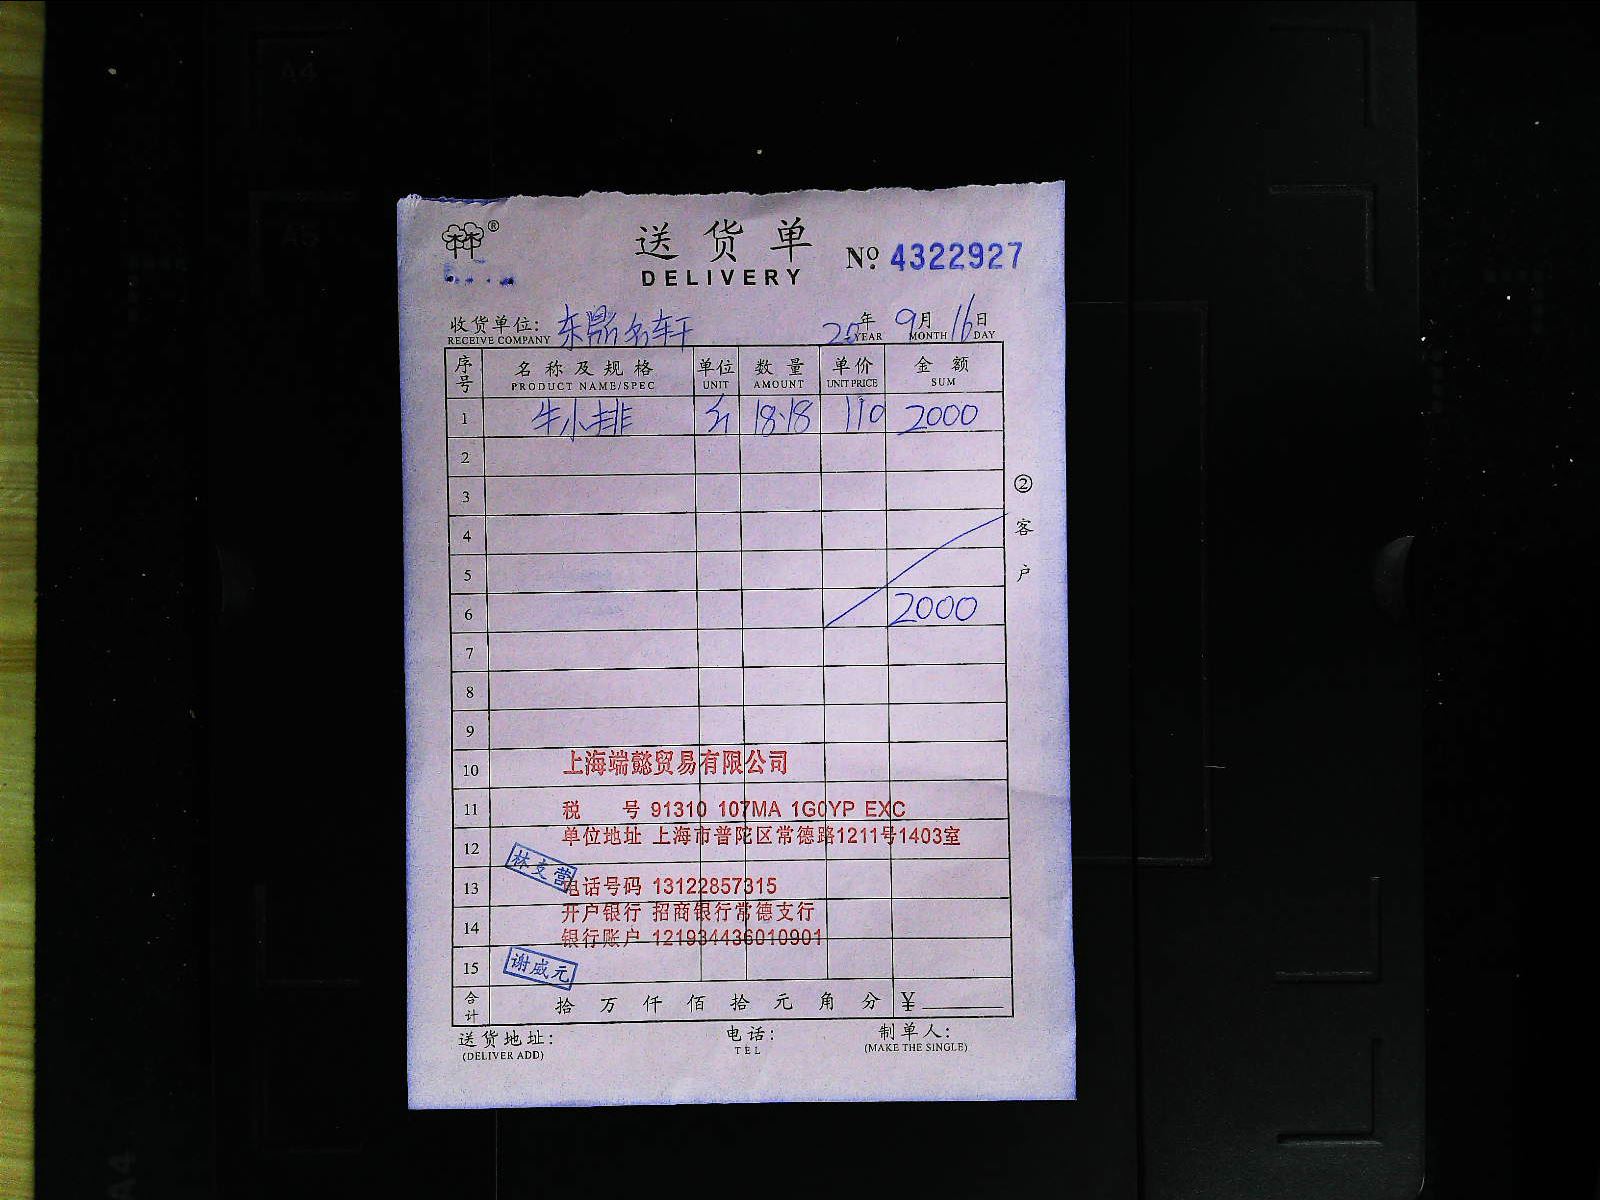 A4
A5
林®
送货单
DELIVERY
№ 4322927
收货单位: 东鼎名轩 20年 9月 16日
RECEIVE COMPANY YEAR MONTH DAY
序号 名称及规格 单位 数量 单价 金额
PRODUCT NAME/SPEC UNIT AMOUNT UNIT PRICE SUM
1 牛小排 18.18 110 2000
2
3
4
5
6 2000
7
8
9
10 上海端懿贸易有限公司
11 税 号 91310 107MA 1G0YP EXC
12 单位地址 上海市普陀区常德路1211号1403室
林支营
13 电话号码 13122857315
14 开户银行 招商银行常德支行
银行账户 121934436010901
15 谢威元
合计 拾 万 仟 佰 拾 元 角 分 ¥
送货地址: 电话: 制单人:
(DELIVER ADD) TEL (MAKE THE SINGLE)
②客户
A4